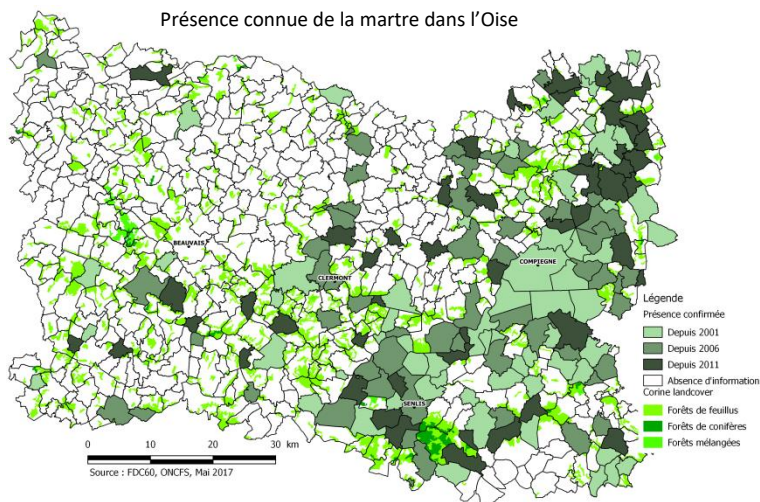 Présence connue de la martre dans l'Oise
BEAUVAIS
CLERMONT
COMPIEGNE
SENLIS
Légende
Présence confirmée
Depuis 2001
Depuis 2006
Depuis 2011
Absence d'information
Corine landcover
Forêts de feuillus
Forêts de conifères
Forêts mélangées
0 10 20 30 km
Source : FDC60, ONCFS, Mai 2017